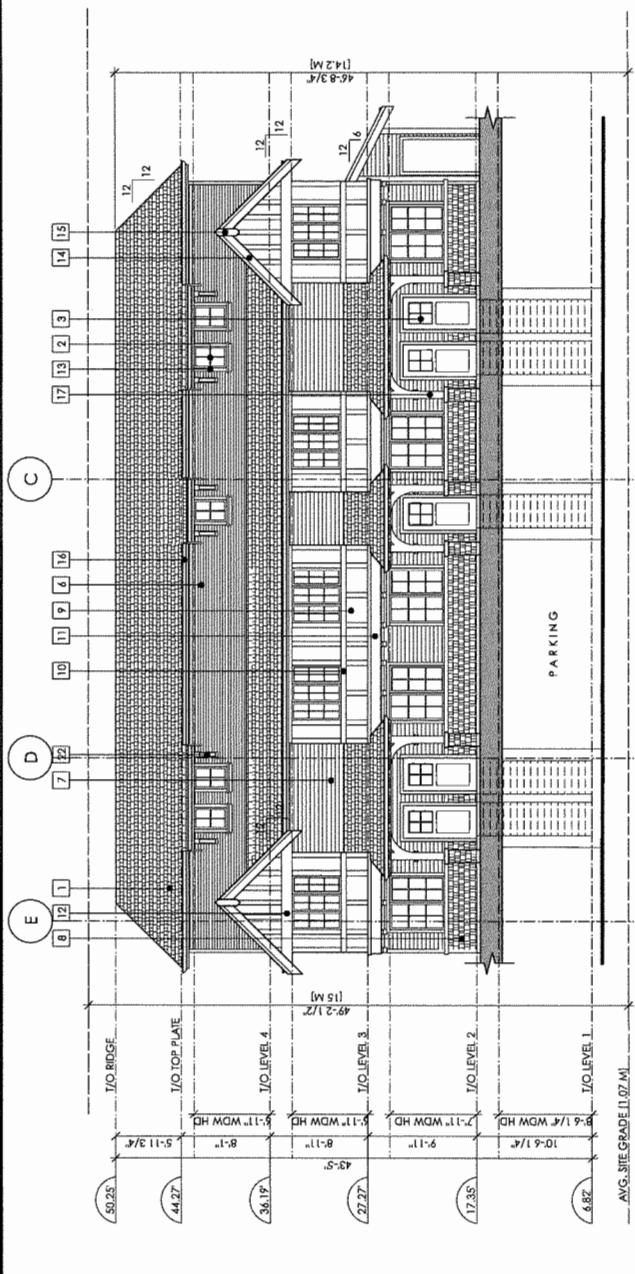 E
D
C
8
12
1
7
22
10
11
9
6
16
17
13
2
3
14
15
50.25'
T/O RIDGE
44.27'
T/O TOP PLATE
36.19'
T/O LEVEL 4
27.27'
T/O LEVEL 3
17.35'
T/O LEVEL 2
6.82'
T/O LEVEL 1
AVG. SITE GRADE [1.07 M]
43'-5"
5'-11 3/4"
8'-1"
8'-11"
9'-11"
10'-6 1/4"
6'-11" WDW HD
6'-11" WDW HD
7'-11" WDW HD
8'-6 1/4" WDW HD
49'-2 1/2"
[15 M]
46'-8 3/4"
[14.2 M]
12
12
12
12
12
6
12
PARKING